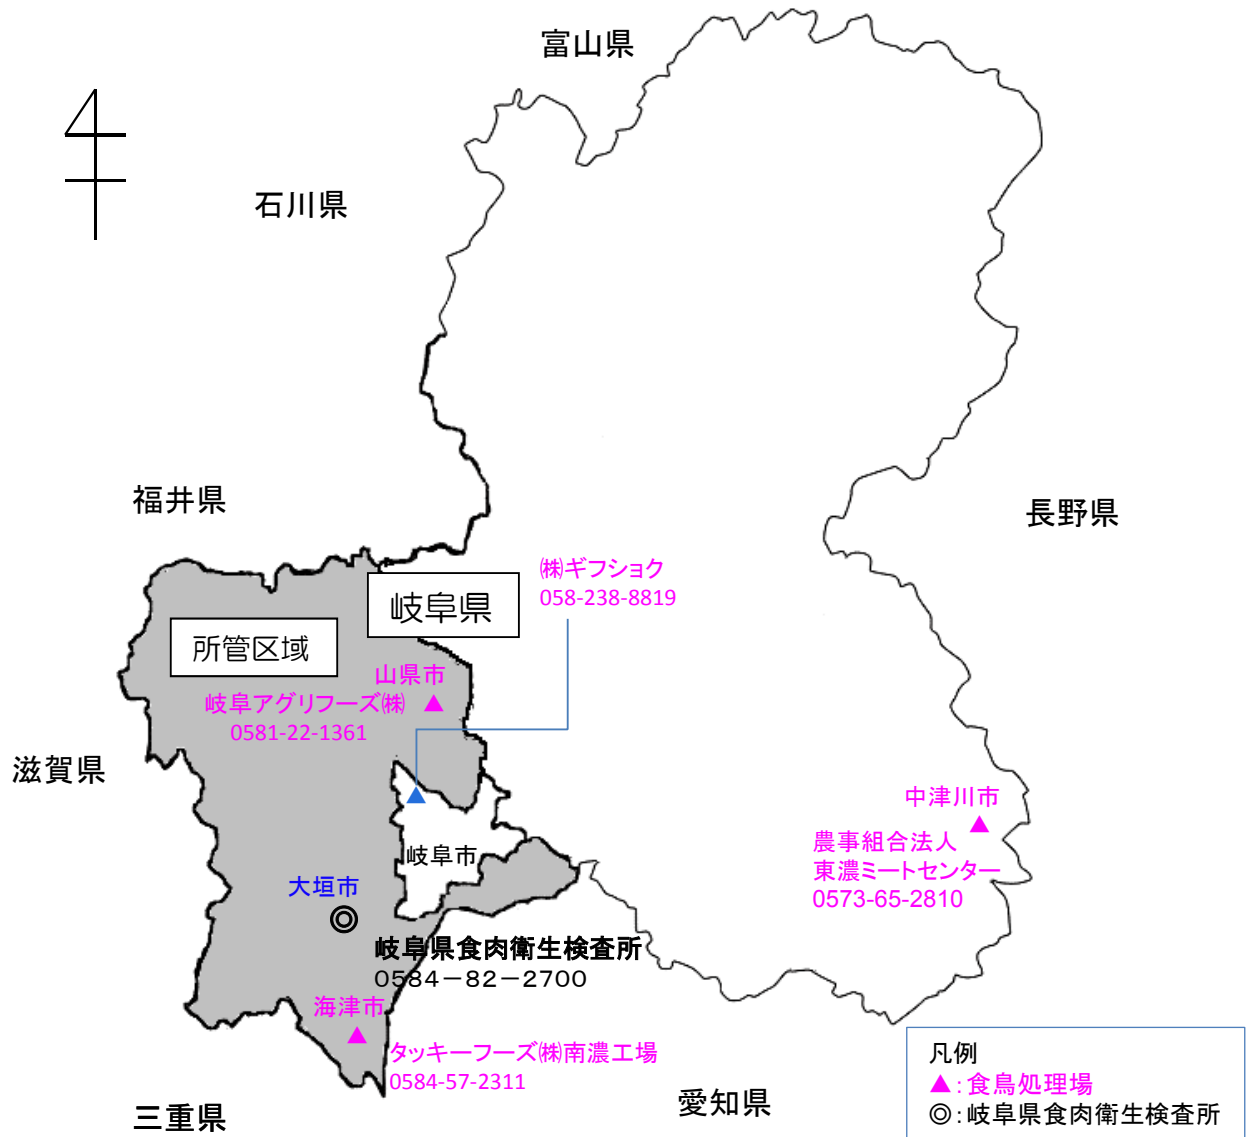 富山県
石川県
福井県
長野県
㈱ギフショク
058-238-8819
岐阜県
所管区域
山県市
岐阜アグリフーズ㈱
0581-22-1361
滋賀県
中津川市
農事組合法人
東濃ミートセンター
0573-65-2810
岐阜市
大垣市
岐阜県食肉衛生検査所
0584－82－2700
海津市
タッキーフーズ㈱南濃工場
0584-57-2311
愛知県
三重県
凡例
▲：食鳥処理場
◎：岐阜県食肉衛生検査所